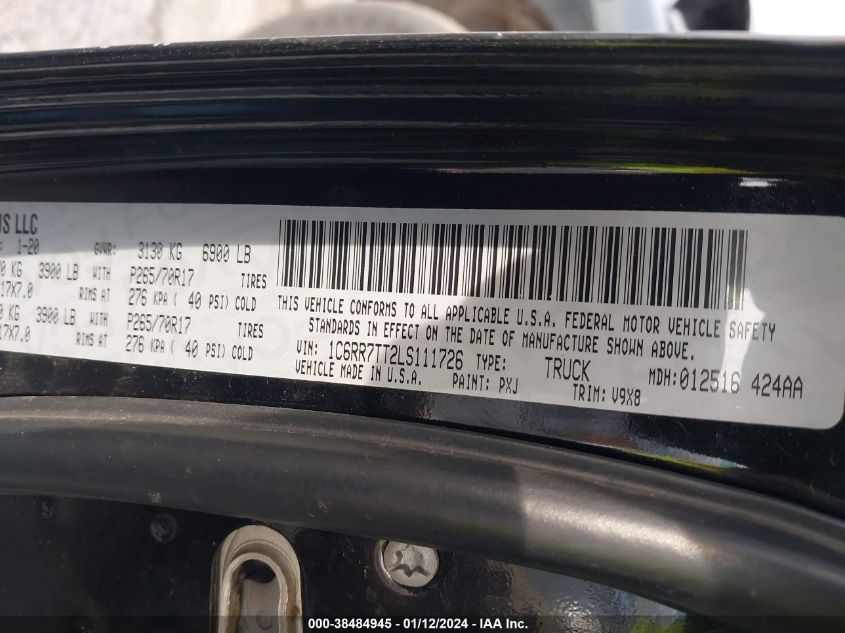 US LLC
1-20 GVWR: 3130 KG 6900 LB
0 KG 3900 LB WITH P265/70R17 TIRES
17X7.0 RIMS AT 276 KPA ( 40 PSI) COLD
0 KG 3900 LB WITH P265/70R17 TIRES
17X7.0 RIMS AT 276 KPA ( 40 PSI) COLD
THIS VEHICLE CONFORMS TO ALL APPLICABLE U.S.A. FEDERAL MOTOR VEHICLE SAFETY
STANDARDS IN EFFECT ON THE DATE OF MANUFACTURE SHOWN ABOVE.
VIN: 1C6RR7TT2LS111726 TYPE: TRUCK MDH:012516 424AA
VEHICLE MADE IN U.S.A. PAINT: PXJ TRIM: V9X8
000-38484945 - 01/12/2024 - IAA Inc.